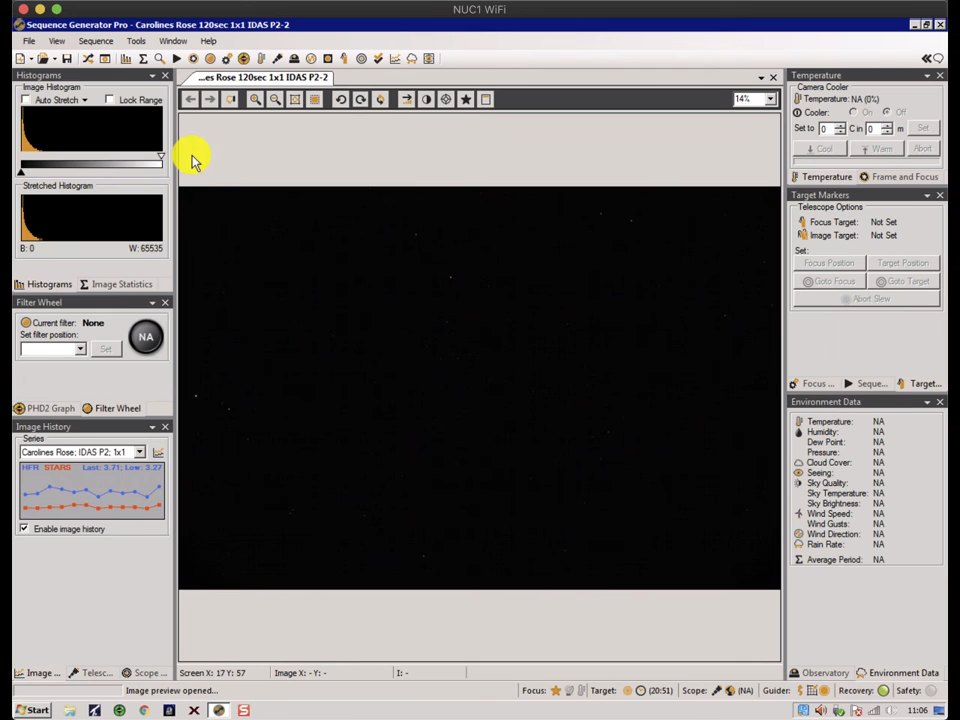 NUC1 WiFi
Sequence Generator Pro - Carolines Rose 120sec 1x1 IDAS P2-2
File View Sequence Tools Window Help
Histograms
Image Histogram
Auto Stretch
Lock Range
Stretched Histogram
B: 0
W: 65535
Histograms
Image Statistics
Filter Wheel
Current filter: None
Set filter position:
Set
NA
PHD2 Graph
Filter Wheel
Image History
Series
Carolines Rose; IDAS P2; 1x1
HFR STARS Last: 3.71; Low: 3.27
Enable image history
Image ...
Telesc...
Scope ...
...es Rose 120sec 1x1 IDAS P2-2
14%
Screen X: 17 Y: 57
Image X: - Y: -
I: -
Temperature
Camera Cooler
Temperature: NA (0%)
Cooler:
On
Off
Set to 0 C in 0 m
Set
Cool
Warm
Abort
Temperature
Frame and Focus
Target Markers
Telescope Options
Focus Target: Not Set
Image Target: Not Set
Set:
Focus Position
Target Position
Goto Focus
Goto Target
Abort Slew
Focus ...
Seque...
Target...
Environment Data
Temperature: NA
Humidity: NA
Dew Point: NA
Pressure: NA
Cloud Cover: NA
Seeing: NA
Sky Quality: NA
Sky Temperature: NA
Sky Brightness: NA
Wind Speed: NA
Wind Gusts: NA
Wind Direction: NA
Rain Rate: NA
Average Period: NA
Observatory
Environment Data
Image preview opened...
Focus:
Target:
(20:51)
Scope:
(NA)
Guider:
Recovery:
Safety:
Start
11:06